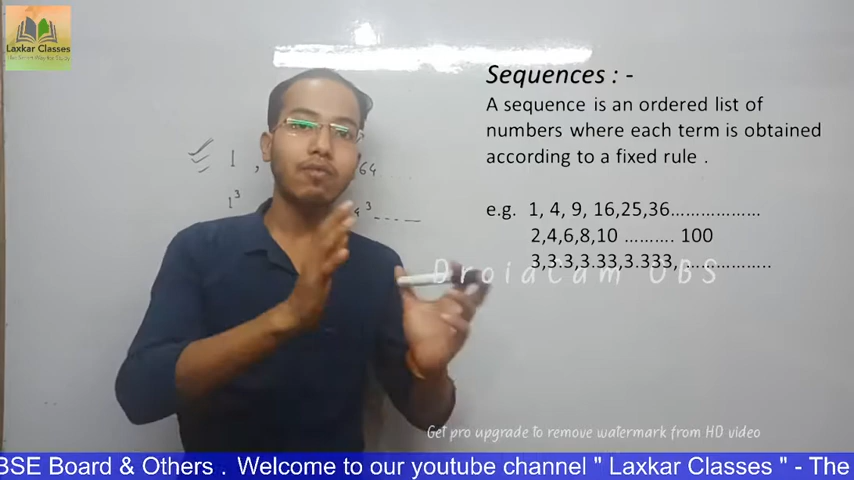 Laxkar Classes
Sequences : -
A sequence is an ordered list of
numbers where each term is obtained
according to a fixed rule .
e.g. 1, 4, 9, 16,25,36..................
2,4,6,8,10 .......... 100
3,3.3,3.33,3.333, ...............
1 , 64
1³ 4³ ----
DroidCam OBS
Get pro upgrade to remove watermark from HD video
BSE Board & Others . Welcome to our youtube channel " Laxkar Classes " - The